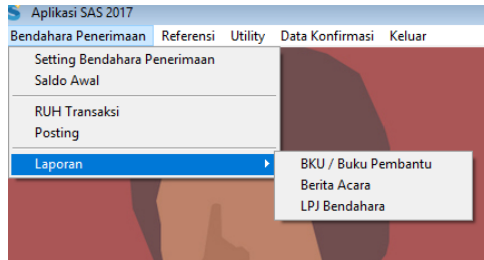 Aplikasi SAS 2017
Bendahara Penerimaan Referensi Utility Data Konfirmasi Keluar
Setting Bendahara Penerimaan
Saldo Awal
RUH Transaksi
Posting
Laporan
BKU / Buku Pembantu
Berita Acara
LPJ Bendahara